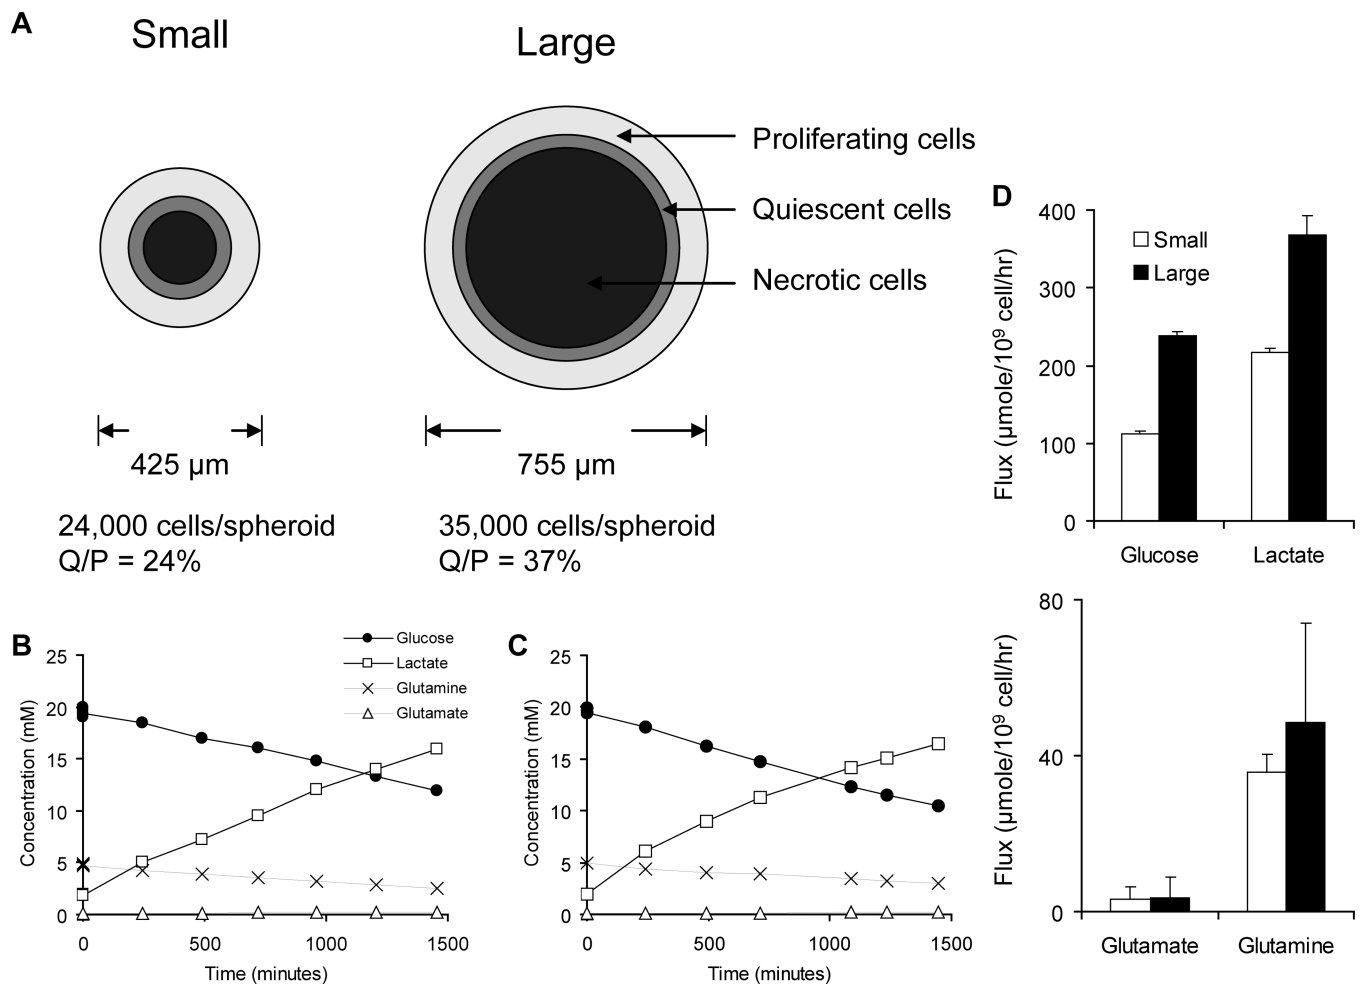 A
Small
Large
Proliferating cells
Quiescent cells
Necrotic cells
425 µm
755 µm
24,000 cells/spheroid
Q/P = 24%
35,000 cells/spheroid
Q/P = 37%
B
Glucose
Lactate
Glutamine
Glutamate
Concentration (mM)
25
20
15
10
5
0
0 500 1000 1500
Time (minutes)
C
Concentration (mM)
25
20
15
10
5
0
0 500 1000 1500
Time (minutes)
D
Flux (µmole/10⁹ cell/hr)
400
300
200
100
0
Small
Large
Glucose Lactate
Flux (µmole/10⁹ cell/hr)
80
40
0
Glutamate Glutamine